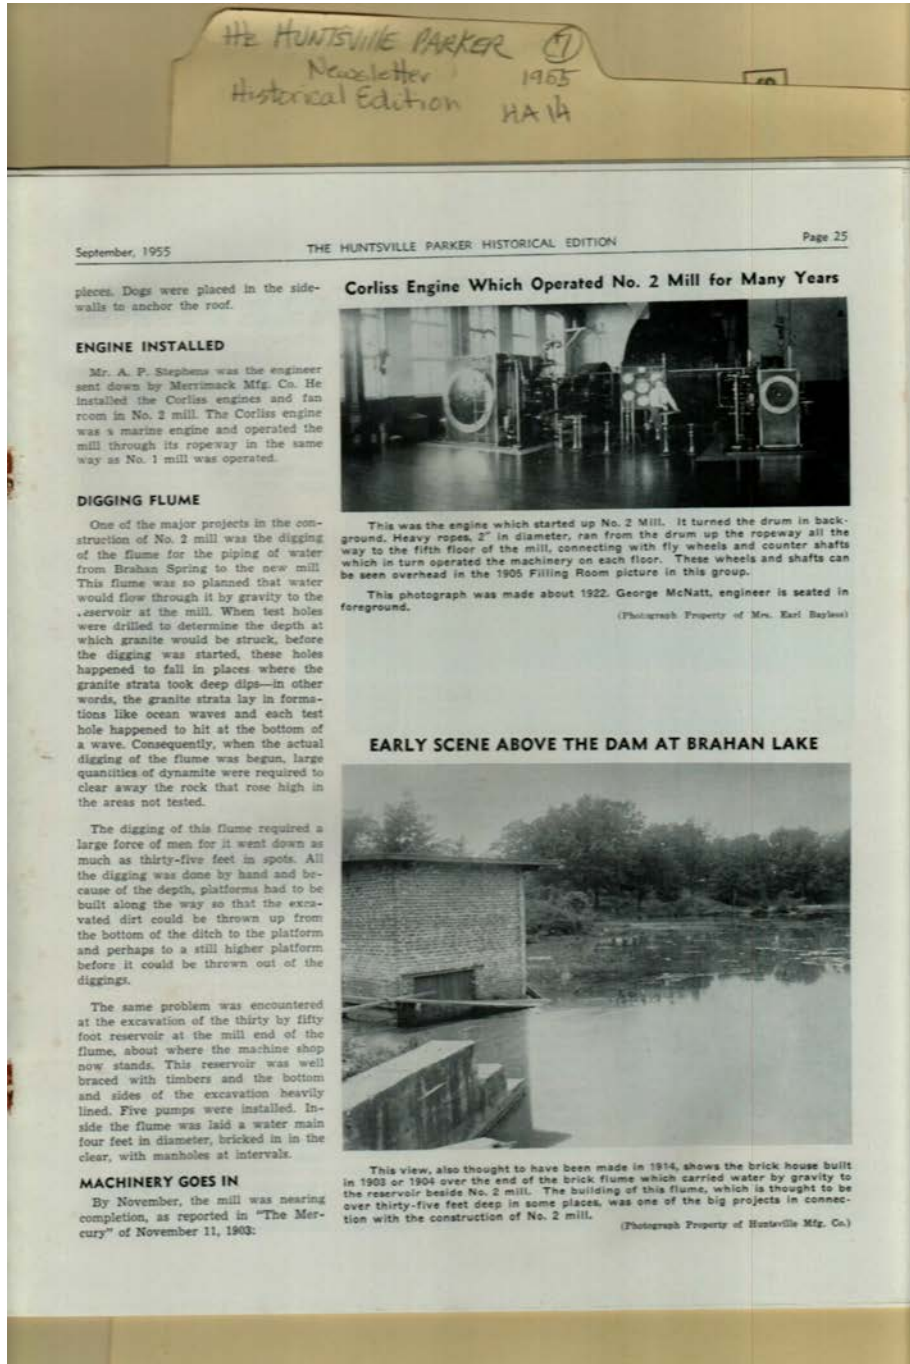 The HUNTSVILLE PARKER 7
Newsletter 1955
Historical Edition HA 14
September, 1955 THE HUNTSVILLE PARKER HISTORICAL EDITION Page 25
pieces. Dogs were placed in the side-
walls to anchor the roof.
ENGINE INSTALLED
Mr. A. P. Stephens was the engineer
sent down by Merrimack Mfg. Co. He
installed the Corliss engines and fan
room in No. 2 mill. The Corliss engine
was a marine engine and operated the
mill through its ropeway in the same
way as No. 1 mill was operated.
DIGGING FLUME
One of the major projects in the con-
struction of No. 2 mill was the digging
of the flume for the piping of water
from Brahan Spring to the new mill
This flume was so planned that water
would flow through it by gravity to the
reservoir at the mill. When test holes
were drilled to determine the depth at
which granite would be struck, before
the digging was started, these holes
happened to fall in places where the
granite strata took deep dips—in other
words, the granite strata lay in forma-
tions like ocean waves and each test
hole happened to hit at the bottom of
a wave. Consequently, when the actual
digging of the flume was begun, large
quantities of dynamite were required to
clear away the rock that rose high in
the areas not tested.
The digging of this flume required a
large force of men for it went down as
much as thirty-five feet in spots. All
the digging was done by hand and be-
cause of the depth, platforms had to be
built along the way so that the exca-
vated dirt could be thrown up from
the bottom of the ditch to the platform
and perhaps to a still higher platform
before it could be thrown out of the
diggings.
The same problem was encountered
at the excavation of the thirty by fifty
foot reservoir at the mill end of the
flume, about where the machine shop
now stands. This reservoir was well
braced with timbers and the bottom
and sides of the excavation heavily
lined. Five pumps were installed. In-
side the flume was laid a water main
four feet in diameter, bricked in in the
clear, with manholes at intervals.
MACHINERY GOES IN
By November, the mill was nearing
completion, as reported in "The Mer-
cury" of November 11, 1903:
Corliss Engine Which Operated No. 2 Mill for Many Years
This was the engine which started up No. 2 Mill. It turned the drum in back-
ground. Heavy ropes, 2" in diameter, ran from the drum up the ropeway all the
way to the fifth floor of the mill, connecting with fly wheels and counter shafts
which in turn operated the machinery on each floor. These wheels and shafts can
be seen overhead in the 1905 Filling Room picture in this group.
This photograph was made about 1922. George McNatt, engineer is seated in
foreground.
(Photograph Property of Mrs. Earl Bayless)
EARLY SCENE ABOVE THE DAM AT BRAHAN LAKE
This view, also thought to have been made in 1914, shows the brick house built
in 1903 or 1904 over the end of the brick flume which carried water by gravity to
the reservoir beside No. 2 mill. The building of this flume, which is thought to be
over thirty-five feet deep in some places, was one of the big projects in connec-
tion with the construction of No. 2 mill.
(Photograph Property of Huntsville Mfg. Co.)